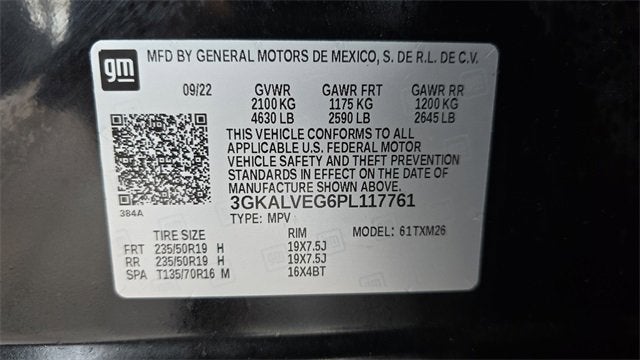 gm MFD BY GENERAL MOTORS DE MEXICO, S. DE R.L. DE C.V.
09/22 GVWR GAWR FRT GAWR RR
2100 KG 1175 KG 1200 KG
4630 LB 2590 LB 2645 LB
THIS VEHICLE CONFORMS TO ALL
APPLICABLE U.S. FEDERAL MOTOR
VEHICLE SAFETY AND THEFT PREVENTION
STANDARDS IN EFFECT ON THE DATE OF
MANUFACTURE SHOWN ABOVE.
384A 3GKALVEG6PL117761
TYPE: MPV MODEL: 61TXM26
TIRE SIZE RIM
FRT 235/50R19 H 19X7.5J
RR 235/50R19 H 19X7.5J
SPA T135/70R16 M 16X4BT